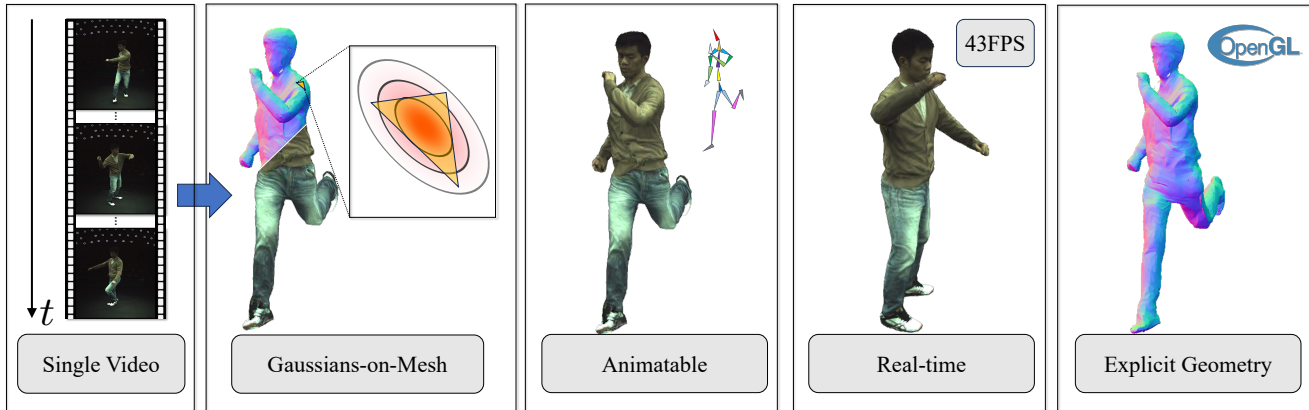 t
Single Video
Gaussians-on-Mesh
Animatable
43FPS
Real-time
OpenGL
Explicit Geometry